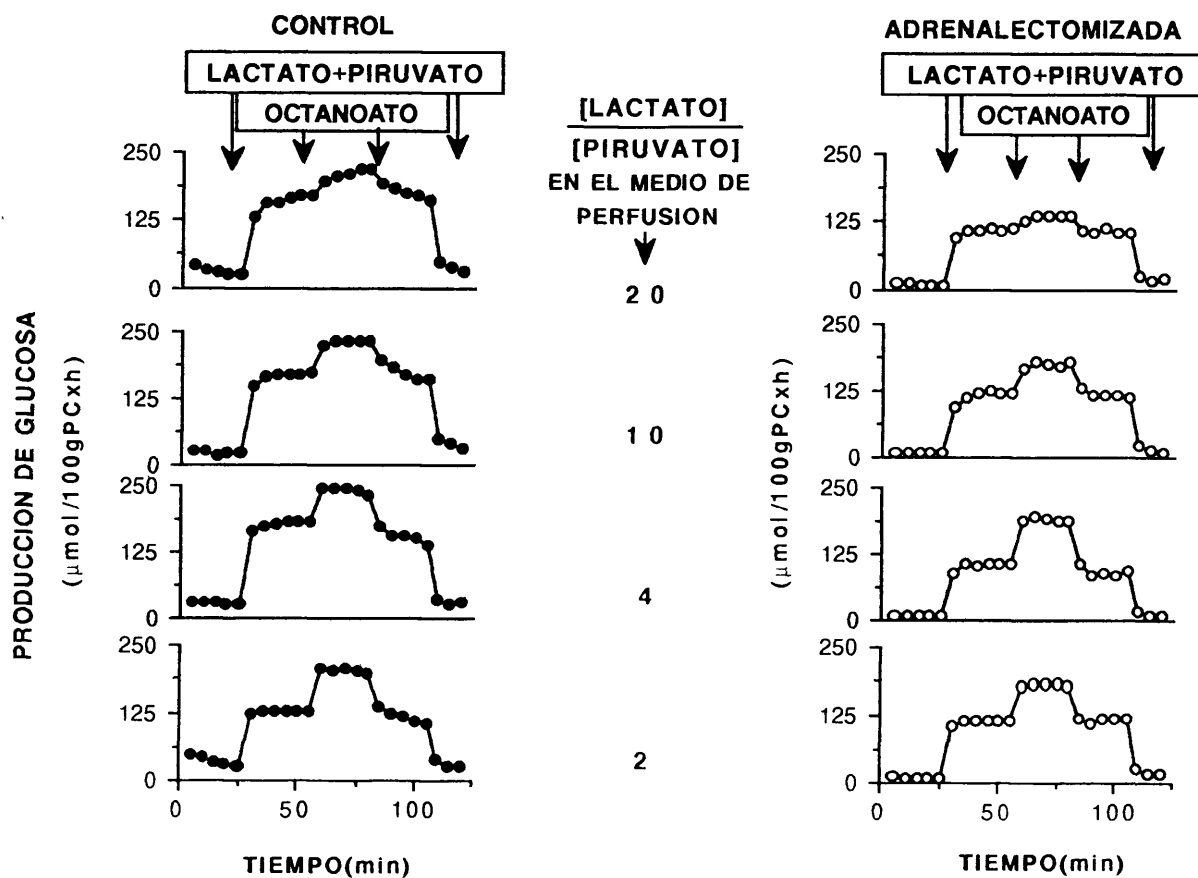 CONTROL
LACTATO+PIRUVATO
OCTANOATO
ADRENALECTOMIZADA
LACTATO+PIRUVATO
OCTANOATO
[LACTATO]
[PIRUVATO]
EN EL MEDIO DE
PERFUSION
20
10
4
2
PRODUCCION DE GLUCOSA
(µmol/100gPCxh)
250
125
0
250
125
0
250
125
0
250
125
0
0 50 100
TIEMPO(min)
(µmol/100gPCxh)
250
125
0
250
125
0
250
125
0
250
125
0
0 50 100
TIEMPO(min)